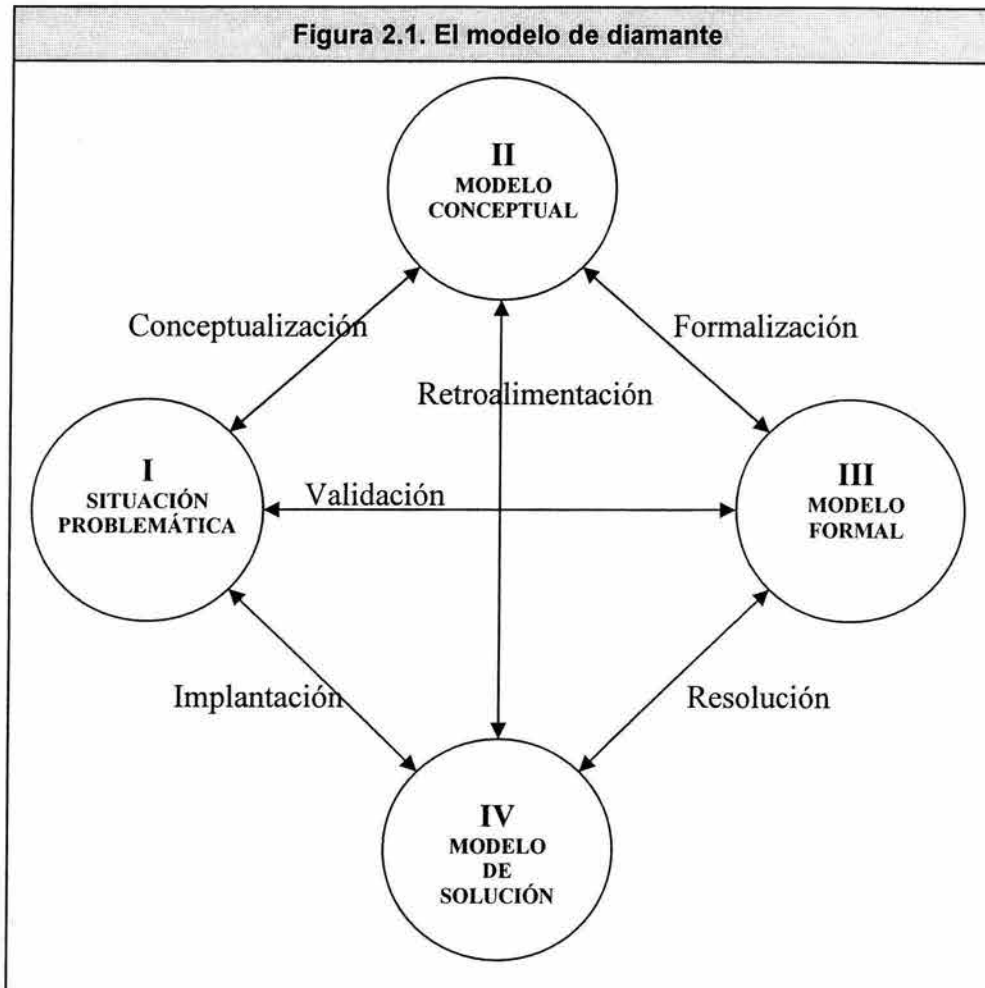 Figura 2.1. El modelo de diamante
II
MODELO
CONCEPTUAL
Conceptualización
Formalización
Retroalimentación
I
SITUACIÓN
PROBLEMÁTICA
Validación
III
MODELO
FORMAL
Implantación
Resolución
IV
MODELO
DE
SOLUCIÓN